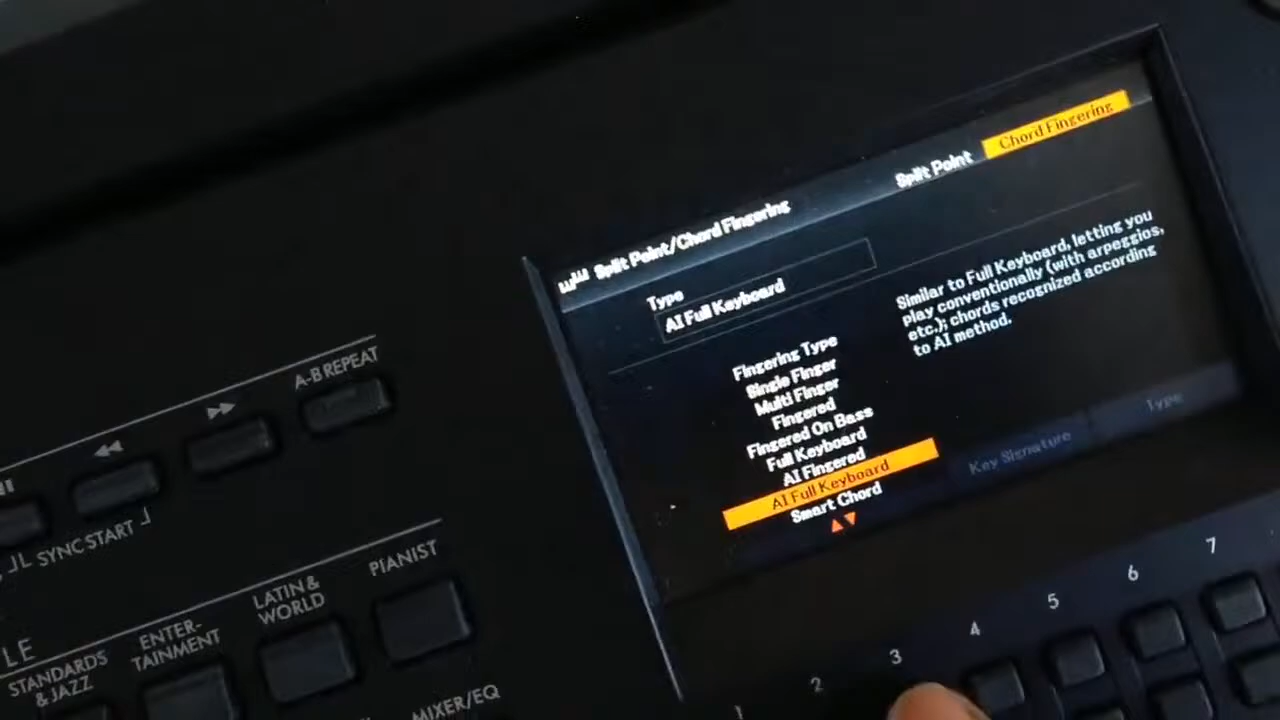 Split Point/Chord Fingering
Split Point
Chord Fingering
Type
AI Full Keyboard
Similar to Full Keyboard, letting you
play conventionally (with arpeggios,
etc.); chords recognized according
to AI method.
Fingering Type
Single Finger
Multi Finger
Fingered
Fingered On Bass
Full Keyboard
AI Fingered
AI Full Keyboard
Smart Chord
Key Signature
Type
A-B REPEAT
SYNC START
PIANIST
LATIN &
WORLD
ENTER-
TAINMENT
STANDARDS
& JAZZ
MIXER/EQ
1
2
3
4
5
6
7